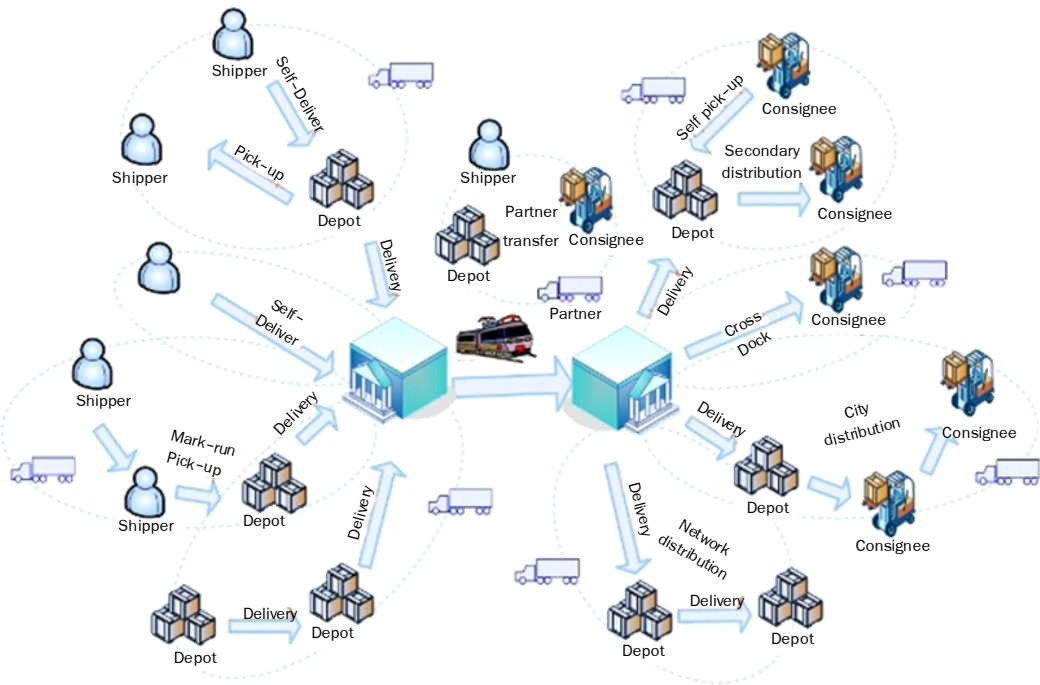 Shipper
Self-Deliver
Shipper
Pick-up
Depot
Delivery
Self-
Deliver
Shipper
Mark-run
Pick-up
Shipper
Delivery
Depot
Delivery
Depot
Delivery
Depot
Shipper
Partner
transfer
Depot
Consignee
Partner
Consignee
Self pick-up
Secondary
distribution
Consignee
Depot
Delivery
Cross
Dock
Consignee
Delivery
City
distribution
Consignee
Depot
Consignee
Delivery
Network
distribution
Delivery
Depot
Depot